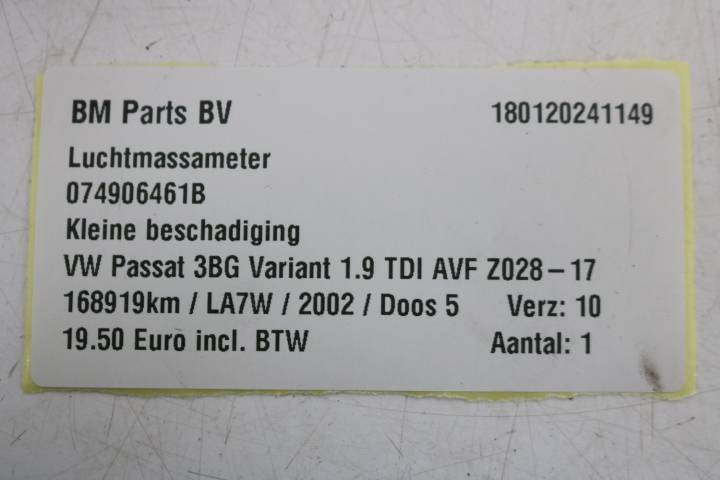 BM Parts BV 180120241149
Luchtmassameter
074906461B
Kleine beschadiging
VW Passat 3BG Variant 1.9 TDI AVF Z028-17
168919km / LA7W / 2002 / Doos 5 Verz: 10
19.50 Euro incl. BTW Aantal: 1